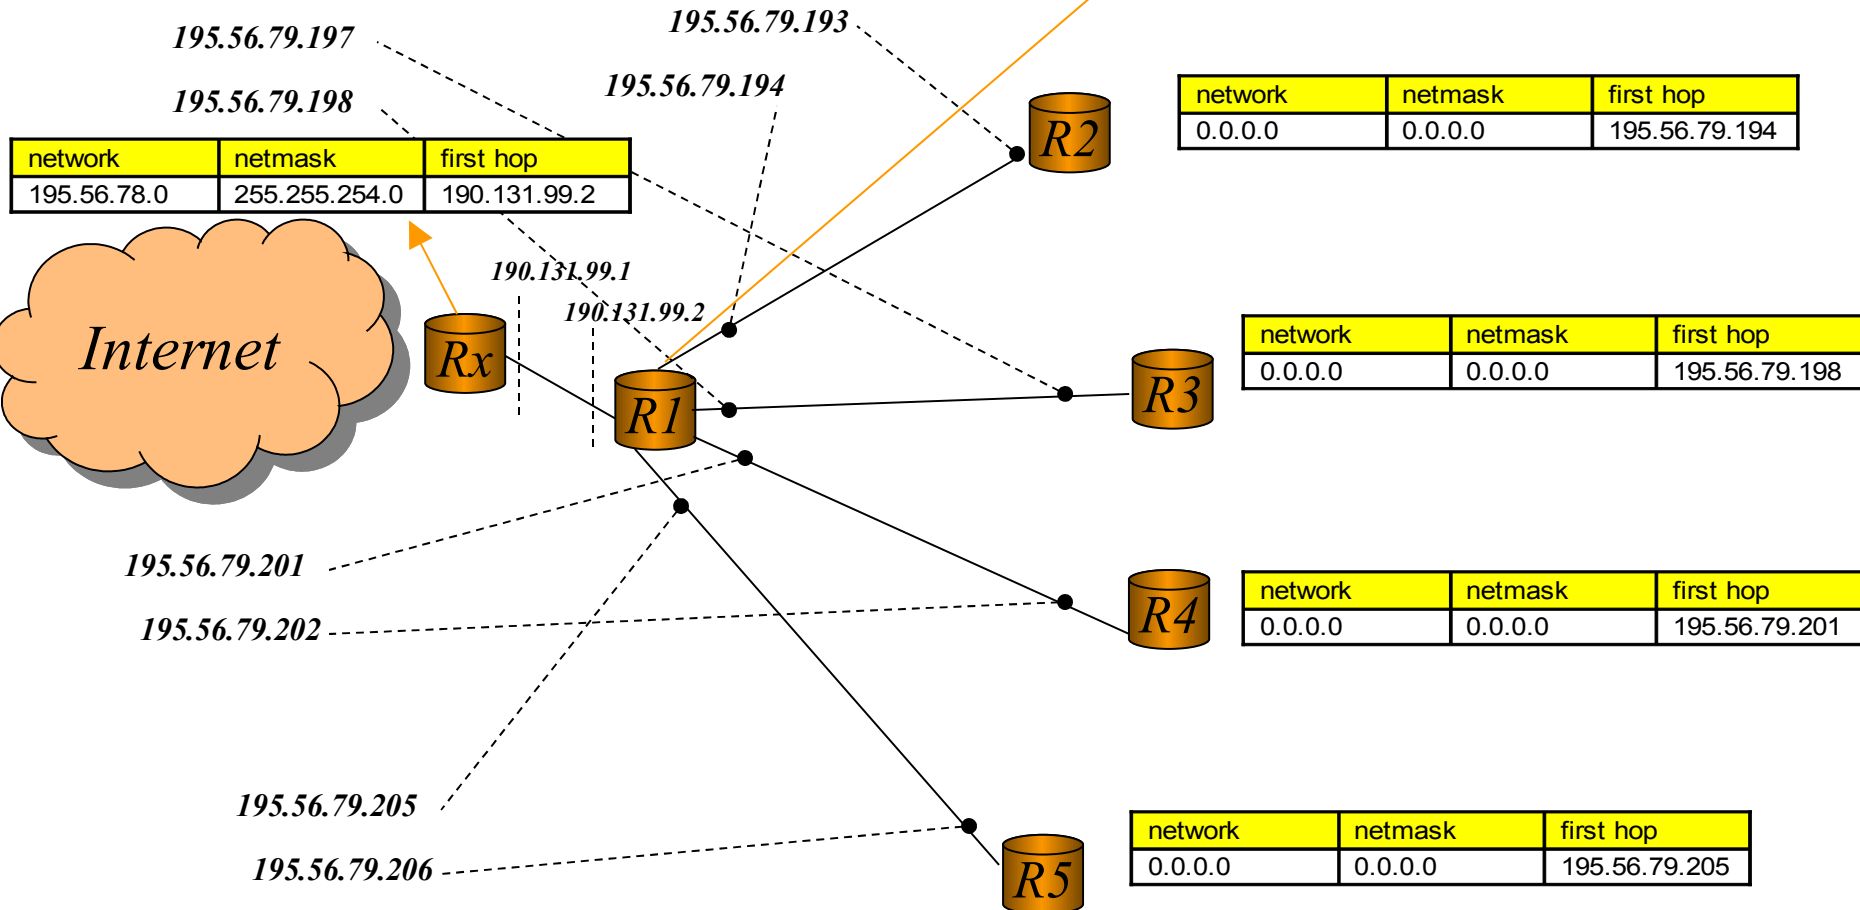 195.56.79.193
195.56.79.197
195.56.79.194
195.56.79.198
R2
network netmask first hop
0.0.0.0 0.0.0.0 195.56.79.194
network netmask first hop
195.56.78.0 255.255.254.0 190.131.99.2
190.131.99.1
190.131.99.2
Internet
Rx
R1
R3
network netmask first hop
0.0.0.0 0.0.0.0 195.56.79.198
195.56.79.201
195.56.79.202
R4
network netmask first hop
0.0.0.0 0.0.0.0 195.56.79.201
195.56.79.205
195.56.79.206
R5
network netmask first hop
0.0.0.0 0.0.0.0 195.56.79.205